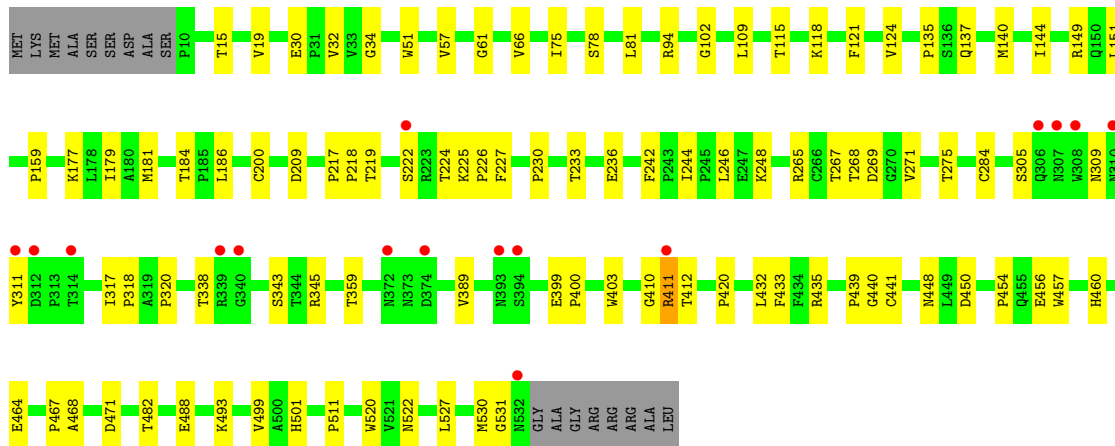 MET LYS MET ALA SER SER ASP ALA SER P10 T15 V19 E30 P31 V32 V33 G34 W51 V57 G61 V66 I75 S78 L81 R94 G102 L109 T115 K118 F121 V124 P135 S136 Q137 M140 I144 R149 Q150 L151
P159 K177 L178 I179 A180 M181 T184 P185 L186 C200 D209 P217 P218 T219 S222 R223 T224 K225 P226 F227 P230 T233 E236 F242 P243 I244 P245 L246 E247 K248 R265 C266 T267 T268 D269 G270 V271 T275 C284 S305 Q306 N307 W308 N309 N310
Y311 D312 P313 T314 I317 P318 A319 P320 T338 R339 G340 S343 T344 R345 T359 N372 N373 D374 V389 N393 S394 E399 P400 W403 G410 R411 T412 P420 L432 F433 F434 R435 P439 G440 C441 N448 L449 D450 P454 Q455 E456 W457 H460
E464 P467 A468 D471 T482 E488 K493 V499 A500 H501 P511 W520 V521 N522 L527 M530 G531 N532 GLY ALA GLY ARG ARG ALA LEU